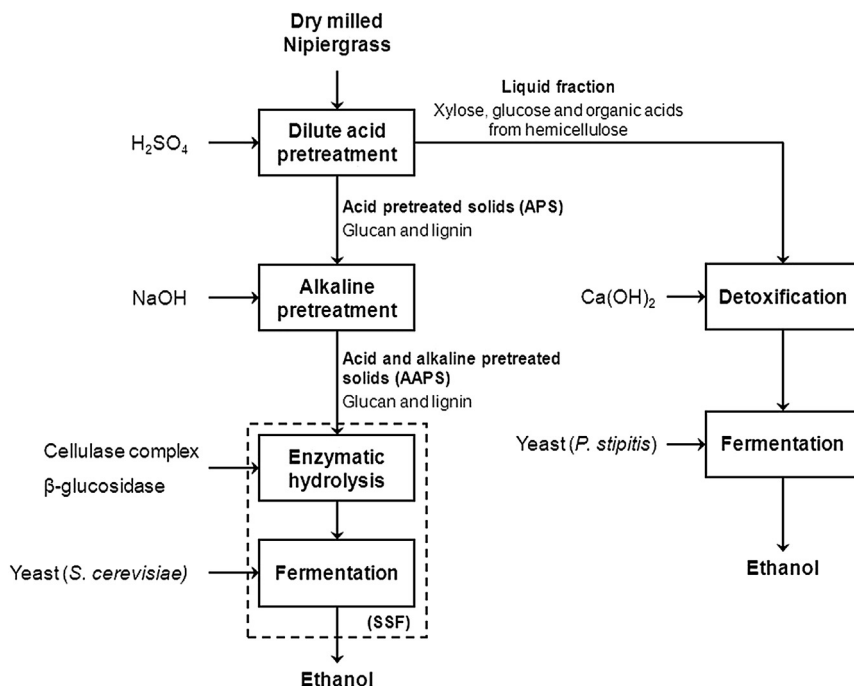 Dry milled
Nipiergrass
Liquid fraction
Xylose, glucose and organic acids
from hemicellulose
H₂SO₄
Dilute acid
pretreatment
Acid pretreated solids (APS)
Glucan and lignin
NaOH
Alkaline
pretreatment
Ca(OH)₂
Detoxification
Acid and alkaline pretreated
solids (AAPS)
Glucan and lignin
Cellulase complex
β-glucosidase
Enzymatic
hydrolysis
Yeast (P. stipitis)
Fermentation
Yeast (S. cerevisiae)
Fermentation
(SSF)
Ethanol
Ethanol